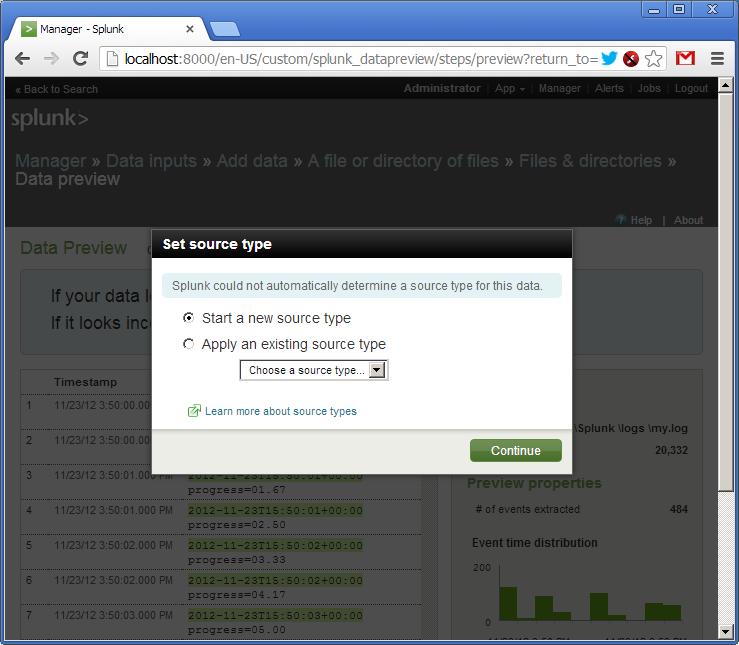 Manager - Splunk
localhost:8000/en-US/custom/splunk_datapreview/steps/preview?return_to=
« Back to Search Administrator | App | Manager | Alerts | Jobs | Logout
splunk>
Manager » Data inputs » Add data » A file or directory of files » Files & directories »
Data preview
Help | About
Data Preview
Set source type
If your data
If it looks
Splunk could not automatically determine a source type for this data.
Start a new source type
Apply an existing source type
Choose a source type...
Learn more about source types
Continue
Timestamp
1 11/23/12 3:50:00.00
2 11/23/12 3:50:00.00
\Splunk \logs \my.log
20,332
3 11/23/12 3:50:01.000 PM 2012-11-23T15:50:01+00:00
progress=01.67
4 11/23/12 3:50:01.000 PM 2012-11-23T15:50:01+00:00
progress=02.50
5 11/23/12 3:50:02.000 PM 2012-11-23T15:50:02+00:00
progress=03.33
6 11/23/12 3:50:02.000 PM 2012-11-23T15:50:02+00:00
progress=04.17
7 11/23/12 3:50:03.000 PM 2012-11-23T15:50:03+00:00
progress=05.00
Preview properties
# of events extracted 484
Event time distribution
200
0